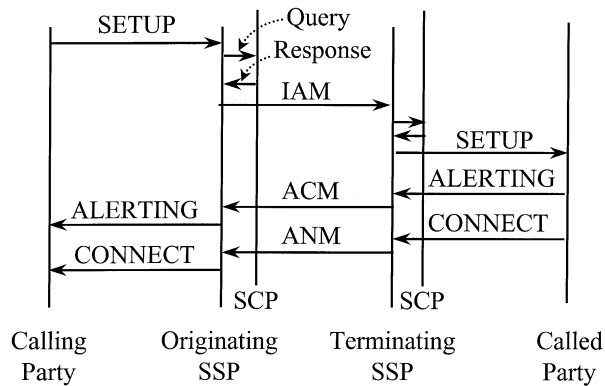 SETUP
Query
Response
IAM
SETUP
ALERTING
ACM
ALERTING
CONNECT
ANM
CONNECT
SCP
SCP
Calling
Party
Originating
SSP
Terminating
SSP
Called
Party